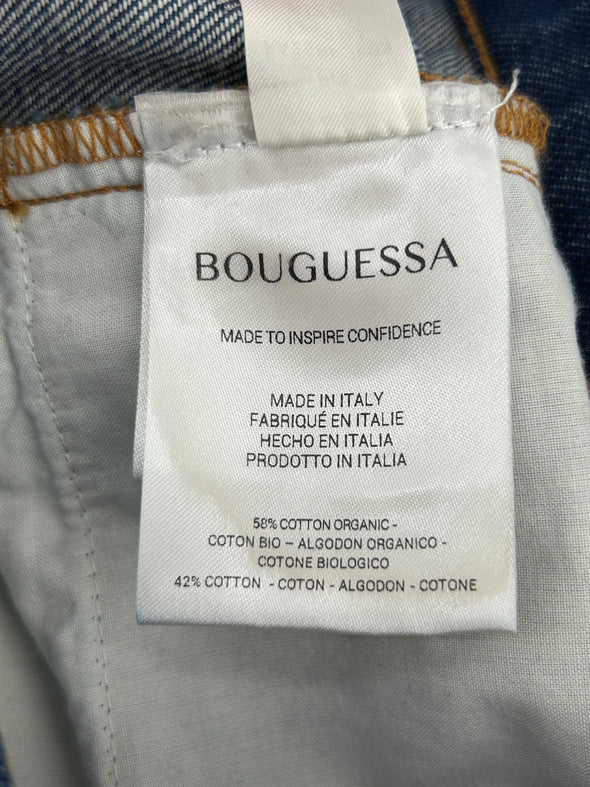 BOUGUESSA
MADE TO INSPIRE CONFIDENCE
MADE IN ITALY
FABRIQUÉ EN ITALIE
HECHO EN ITALIA
PRODOTTO IN ITALIA
58% COTTON ORGANIC -
COTON BIO – ALGODON ORGANICO -
COTONE BIOLOGICO
42% COTTON - COTON - ALGODON - COTONE